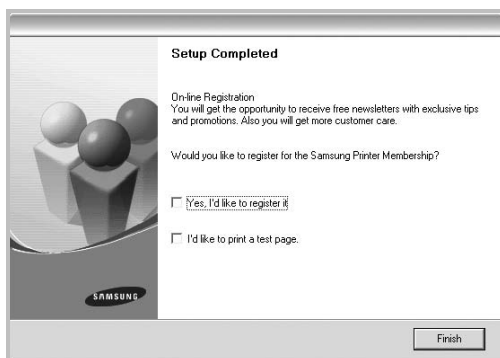 Setup Completed
On-line Registration
You will get the opportunity to receive free newsletters with exclusive tips
and promotions. Also you will get more customer care.
Would you like to register for the Samsung Printer Membership?
Yes, I'd like to register it
I'd like to print a test page.
SAMSUNG
Finish